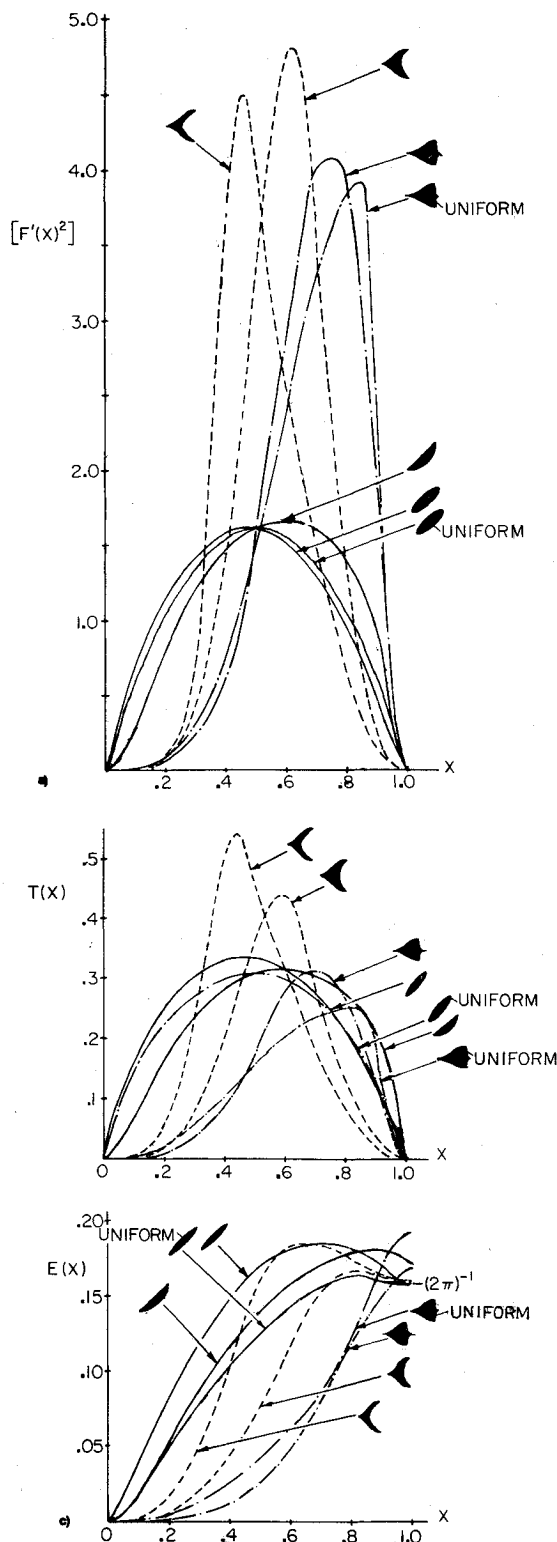 5.0
4.0
[F'(X)²]
UNIFORM
3.0
2.0
UNIFORM
1.0
.2 .4 .6 .8 1.0 X
a)
.5
T(X)
.4
.3
UNIFORM
.2
UNIFORM
.1
0 .2 .4 .6 .8 1.0 X
.20
UNIFORM
E(X)
(2π)⁻¹
.15
UNIFORM
.10
.05
c)
0 .2 .4 .6 .8 1.0 X